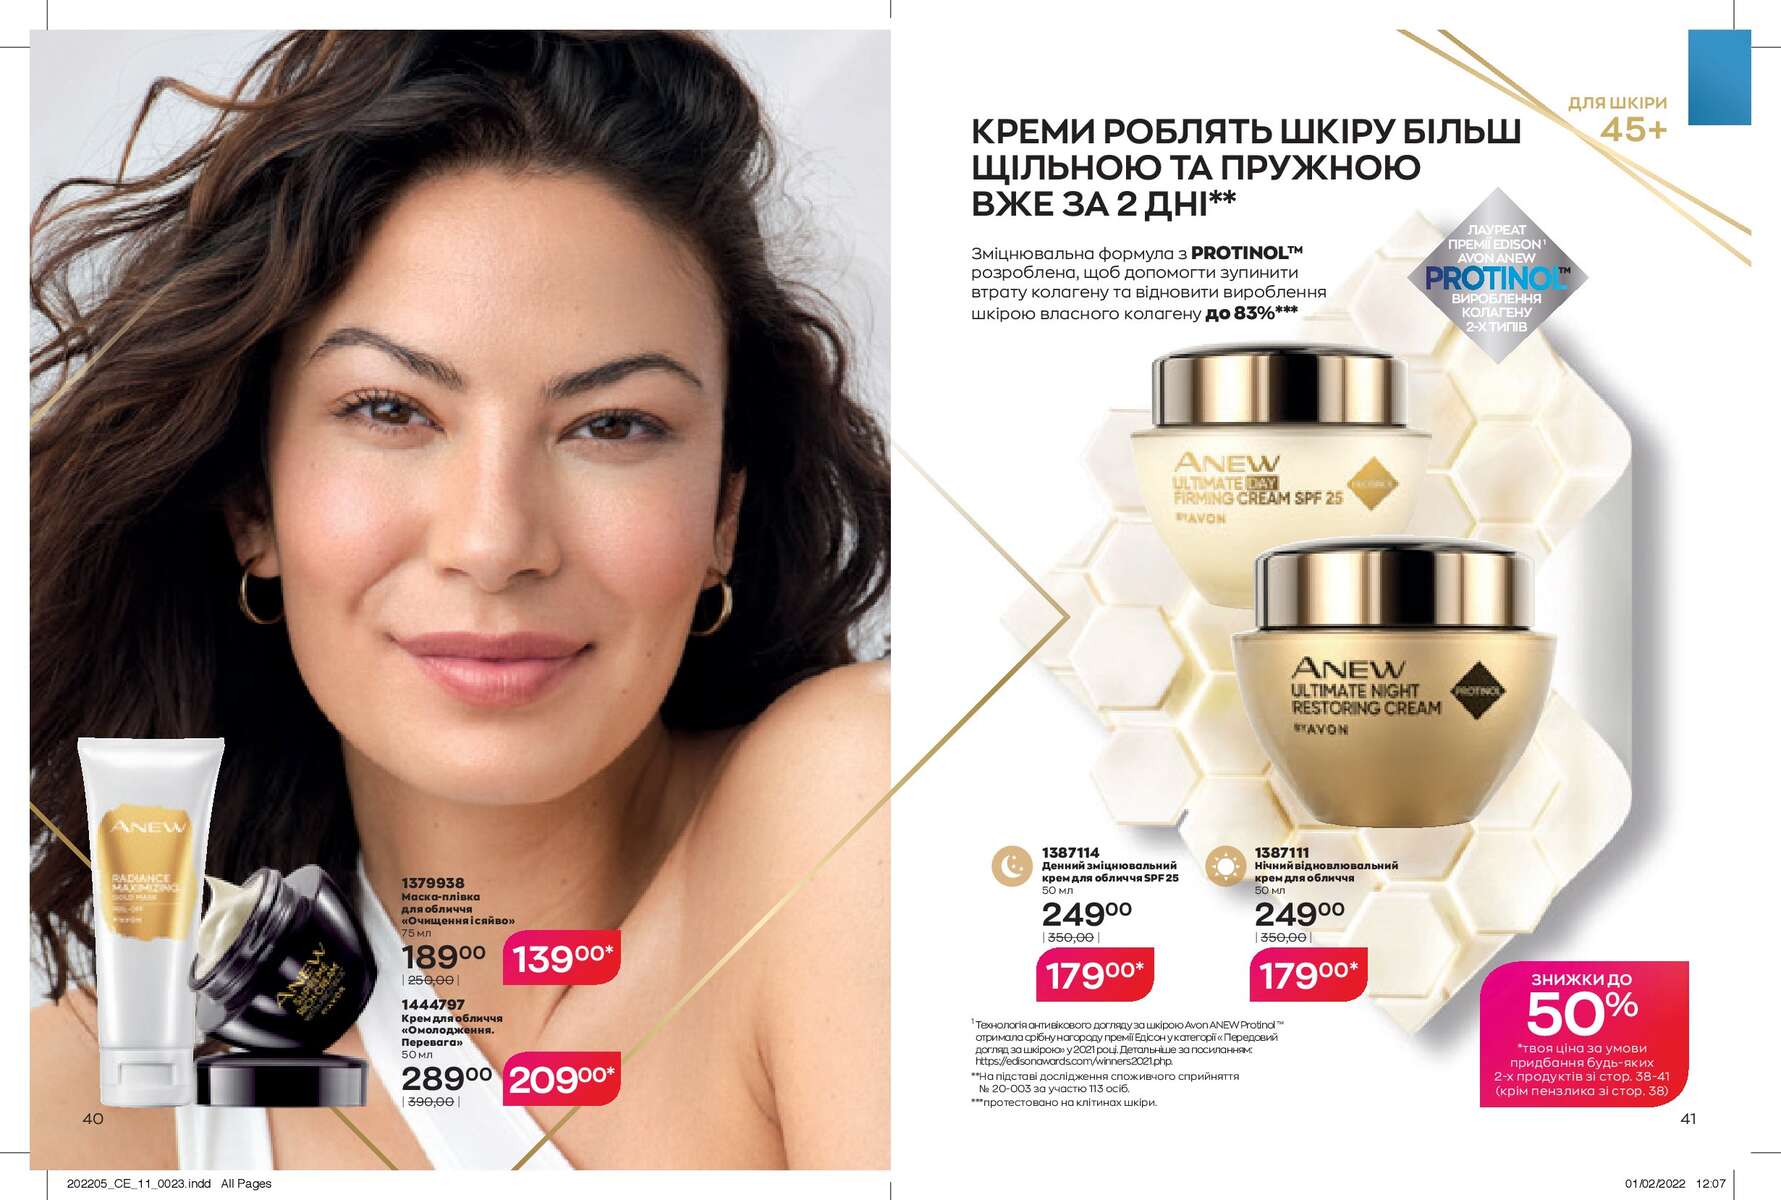 ANEW
RADIANCE
MAXIMIZING
GOLD MASK
PEEL-OFF
ANEW
SUPREME
RICH CREAM
BY AVON
1379938
Маска-плівка
для обличчя
«Очищення і сяйво»
75 мл
18900
13900*
| 250,00 |
1444797
Крем для обличчя
«Омолодження.
Перевага»
50 мл
28900
20900*
| 390,00 |
40
ДЛЯ ШКІРИ
45+
КРЕМИ РОБЛЯТЬ ШКІРУ БІЛЬШ
ЩІЛЬНОЮ ТА ПРУЖНОЮ
ВЖЕ ЗА 2 ДНІ**
Зміцнювальна формула з PROTINOL™
розроблена, щоб допомогти зупинити
втрату колагену та відновити вироблення
шкірою власного колагену до 83%***
ЛАУРЕАТ
ПРЕМІЇ EDISON¹
AVON ANEW
PROTINOL™
ВИРОБЛЕННЯ
КОЛАГЕНУ
2-Х ТИПІВ
ANEW
ULTIMATE DAY
FIRMING CREAM SPF 25
PROTINOL
BY AVON
ANEW
ULTIMATE NIGHT
RESTORING CREAM
PROTINOL
BY AVON
1387114
Денний зміцнювальний
крем для обличчя SPF 25
50 мл
24900
| 350,00 |
17900*
1387111
Нічний відновлювальний
крем для обличчя
50 мл
24900
| 350,00 |
17900*
¹ Технологія антивікового догляду за шкірою Avon ANEW Protinol™
отримала срібну нагороду премії Едісон у категорії « Передовий
догляд за шкірою» у 2021 році. Детальніше за посиланням:
https://edisonawards.com/winners2021.php.
**На підставі дослідження споживчого сприйняття
№ 20-003 за участю 113 осіб.
***протестовано на клітинах шкіри.
ЗНИЖКИ ДО
50%
*твоя ціна за умови
придбання будь-яких
2-х продуктів зі стор. 38-41
(крім пензлика зі стор. 38)
41
202205_CE_11_0023.indd   All Pages
01/02/2022   12:07